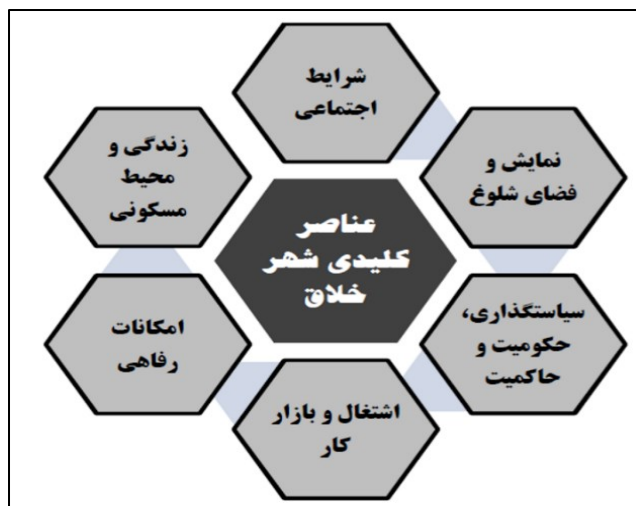 شرایط
اجتماعی
نمایش و
فضای شلوغ
سیاستگذاری،
حکومیت و
حاکمیت
اشتغال و بازار
کار
امکانات
رفاهی
زندگی و
محیط
مسکونی
عناصر
کلیدی شهر
خلاق